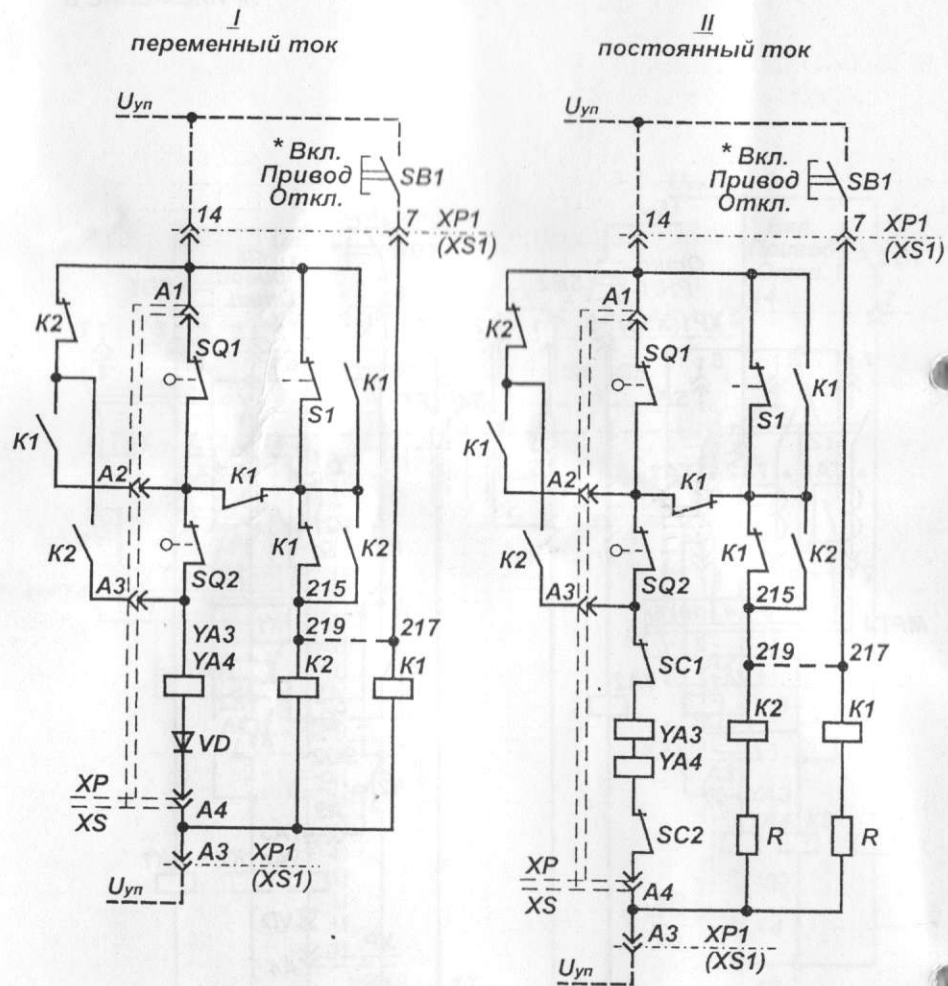 I
переменный ток
Uуп
* Вкл.
Привод
Откл.
SB1
14
7
XP1
(XS1)
A1
K2
SQ1
S1
K1
K1
A2
K1
K2
SQ2
K1
K2
A3
215
YA3
YA4
219
217
K2
K1
VD
XP
XS
A4
A3
XP1
(XS1)
Uуп
II
постоянный ток
Uуп
* Вкл.
Привод
Откл.
SB1
14
7
XP1
(XS1)
A1
K2
SQ1
S1
K1
K1
A2
K1
K2
SQ2
K1
K2
A3
215
219
217
SC1
K2
K1
YA3
YA4
SC2
R
R
XP
XS
A4
A3
XP1
(XS1)
Uуп